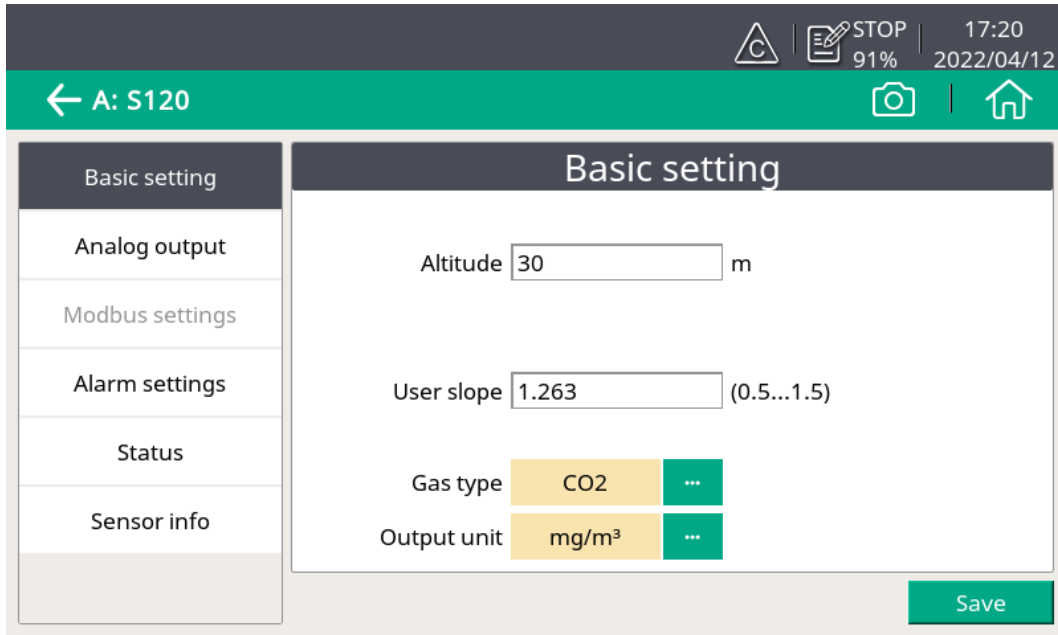 C
STOP
91%
17:20
2022/04/12
A: S120
Basic setting
Analog output
Modbus settings
Alarm settings
Status
Sensor info
Basic setting
Altitude 30 m
User slope 1.263 (0.5...1.5)
Gas type CO2 ...
Output unit mg/m³ ...
Save